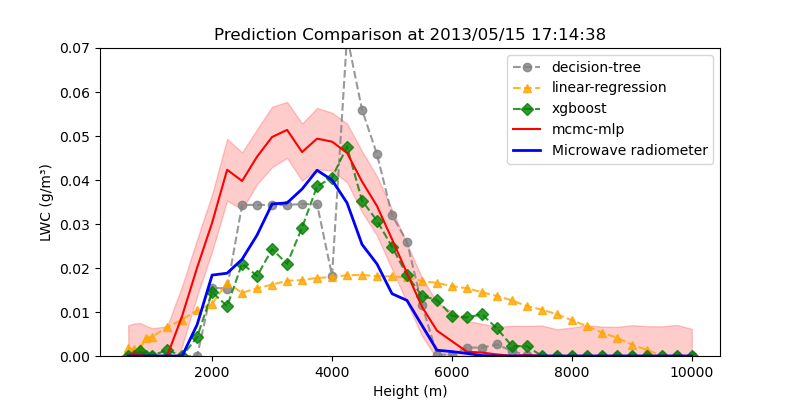 Prediction Comparison at 2013/05/15 17:14:38
LWC (g/m³)
0.07
0.06
0.05
0.04
0.03
0.02
0.01
0.00
decision-tree
linear-regression
xgboost
mcmc-mlp
Microwave radiometer
2000 4000 6000 8000 10000
Height (m)